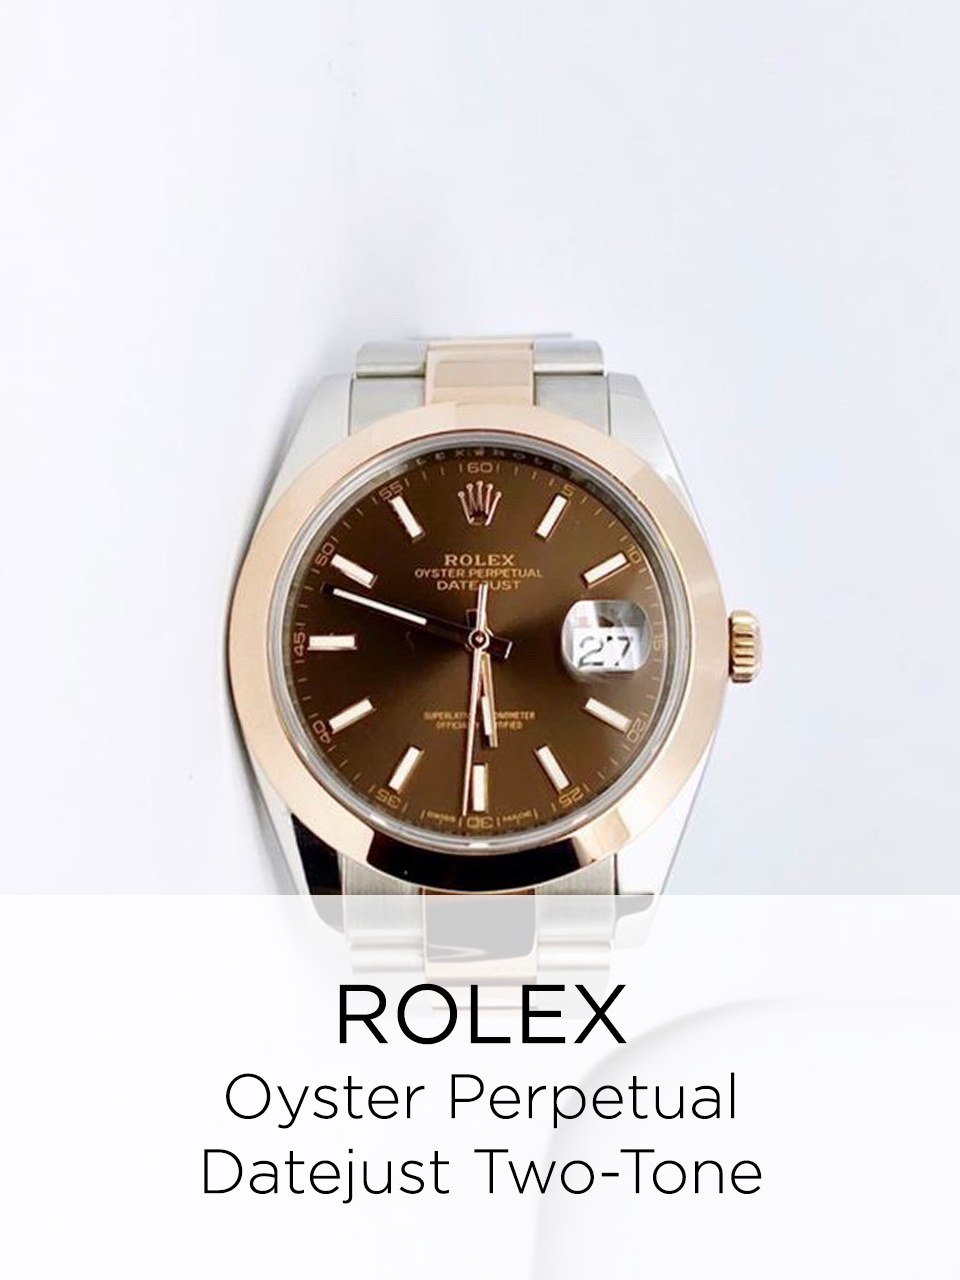 60
55
5
50
10
ROLEX
OYSTER PERPETUAL
DATEJUST
45
15
27
SUPERLATIVE CHRONOMETER
OFFICIALLY CERTIFIED
40
20
35
25
SWISS
30
MADE
ROLEX
Oyster Perpetual
Datejust Two-Tone